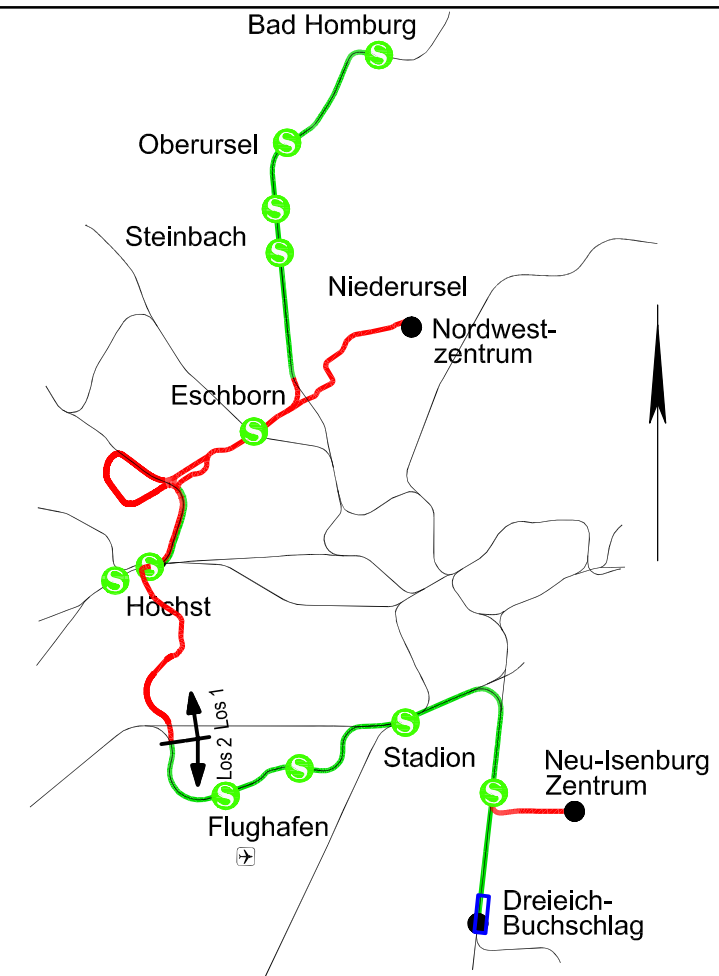 Bad Homburg
S
Oberursel
S
S
Steinbach
S
Niederursel
Nordwest-
zentrum
Eschborn
S
S
S
Höchst
Los 1
Los 2
S
Stadion
S
S
Flughafen
S
Neu-Isenburg
Zentrum
Dreieich-
Buchschlag